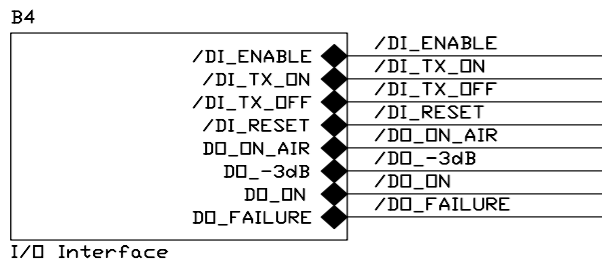 B4
/DI_ENABLE
/DI_ENABLE
/DI_TX_ON
/DI_TX_ON
/DI_TX_OFF
/DI_TX_OFF
/DI_RESET
/DI_RESET
DO_ON_AIR
/DO_ON_AIR
DO_-3dB
/DO_-3dB
DO_ON
/DO_ON
DO_FAILURE
/DO_FAILURE
I/O Interface